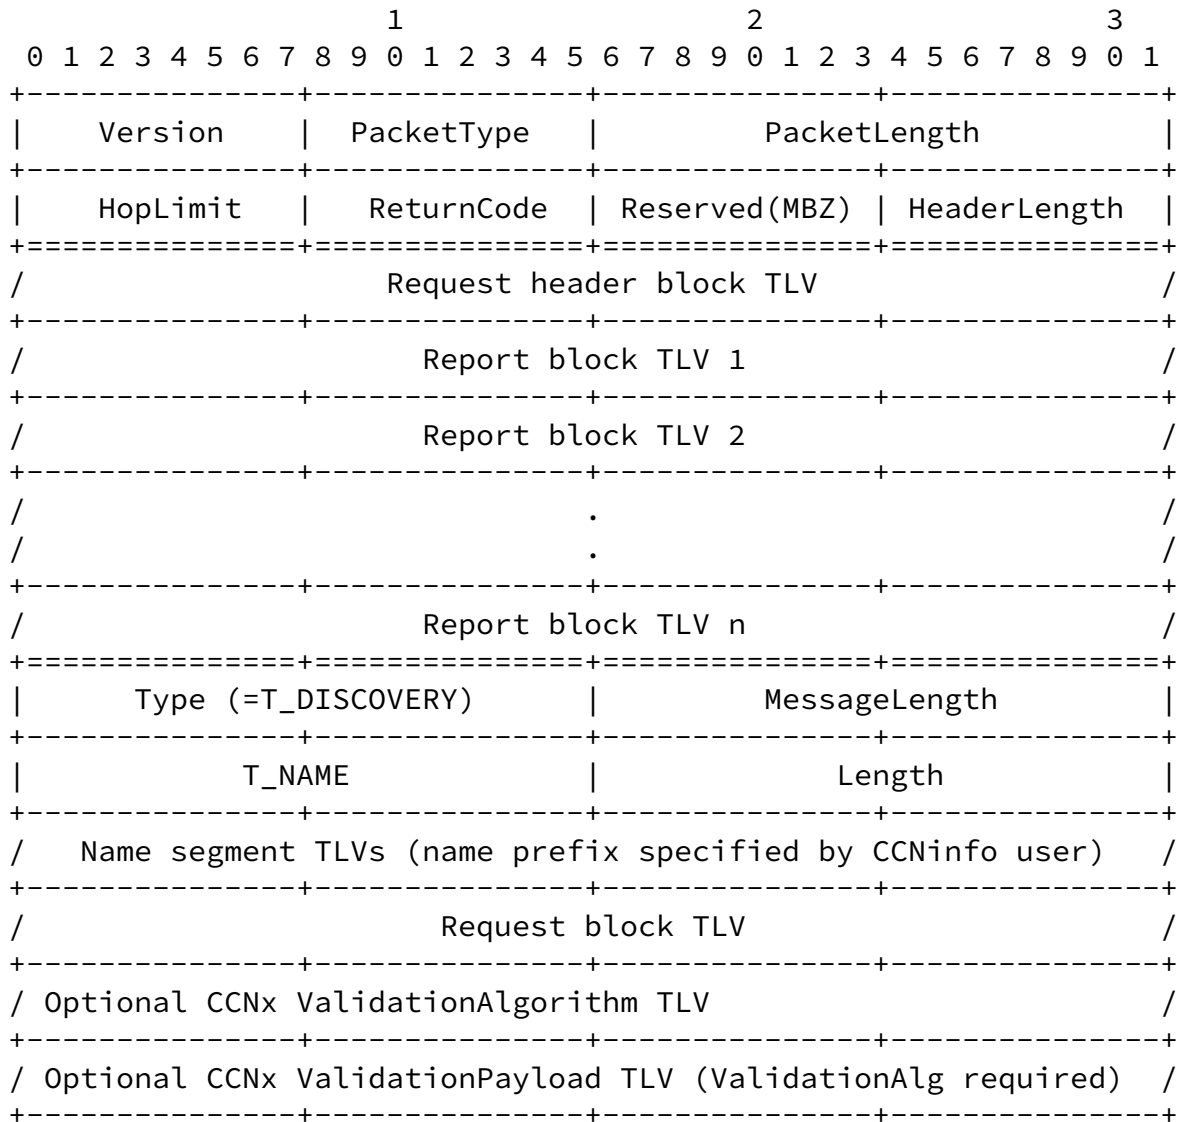 1                   2                   3
 0 1 2 3 4 5 6 7 8 9 0 1 2 3 4 5 6 7 8 9 0 1 2 3 4 5 6 7 8 9 0 1
+---------------+---------------+---------------+---------------+
|    Version    |  PacketType   |         PacketLength          |
+---------------+---------------+---------------+---------------+
|    HopLimit   |   ReturnCode  | Reserved(MBZ) | HeaderLength  |
+===============+===============+===============+===============+
/                    Request header block TLV                   /
+---------------+---------------+---------------+---------------+
/                      Report block TLV 1                       /
+---------------+---------------+---------------+---------------+
/                      Report block TLV 2                       /
+---------------+---------------+---------------+---------------+
/                               .                               /
/                               .                               /
+---------------+---------------+---------------+---------------+
/                      Report block TLV n                       /
+===============+===============+===============+===============+
|      Type (=T_DISCOVERY)      |         MessageLength         |
+---------------+---------------+---------------+---------------+
|            T_NAME             |             Length            |
+---------------+---------------+---------------+---------------+
/   Name segment TLVs (name prefix specified by CCNinfo user)   /
+---------------+---------------+---------------+---------------+
/                       Request block TLV                       /
+---------------+---------------+---------------+---------------+
/ Optional CCNx ValidationAlgorithm TLV                         /
+---------------+---------------+---------------+---------------+
/ Optional CCNx ValidationPayload TLV (ValidationAlg required)  /
+---------------+---------------+---------------+---------------+